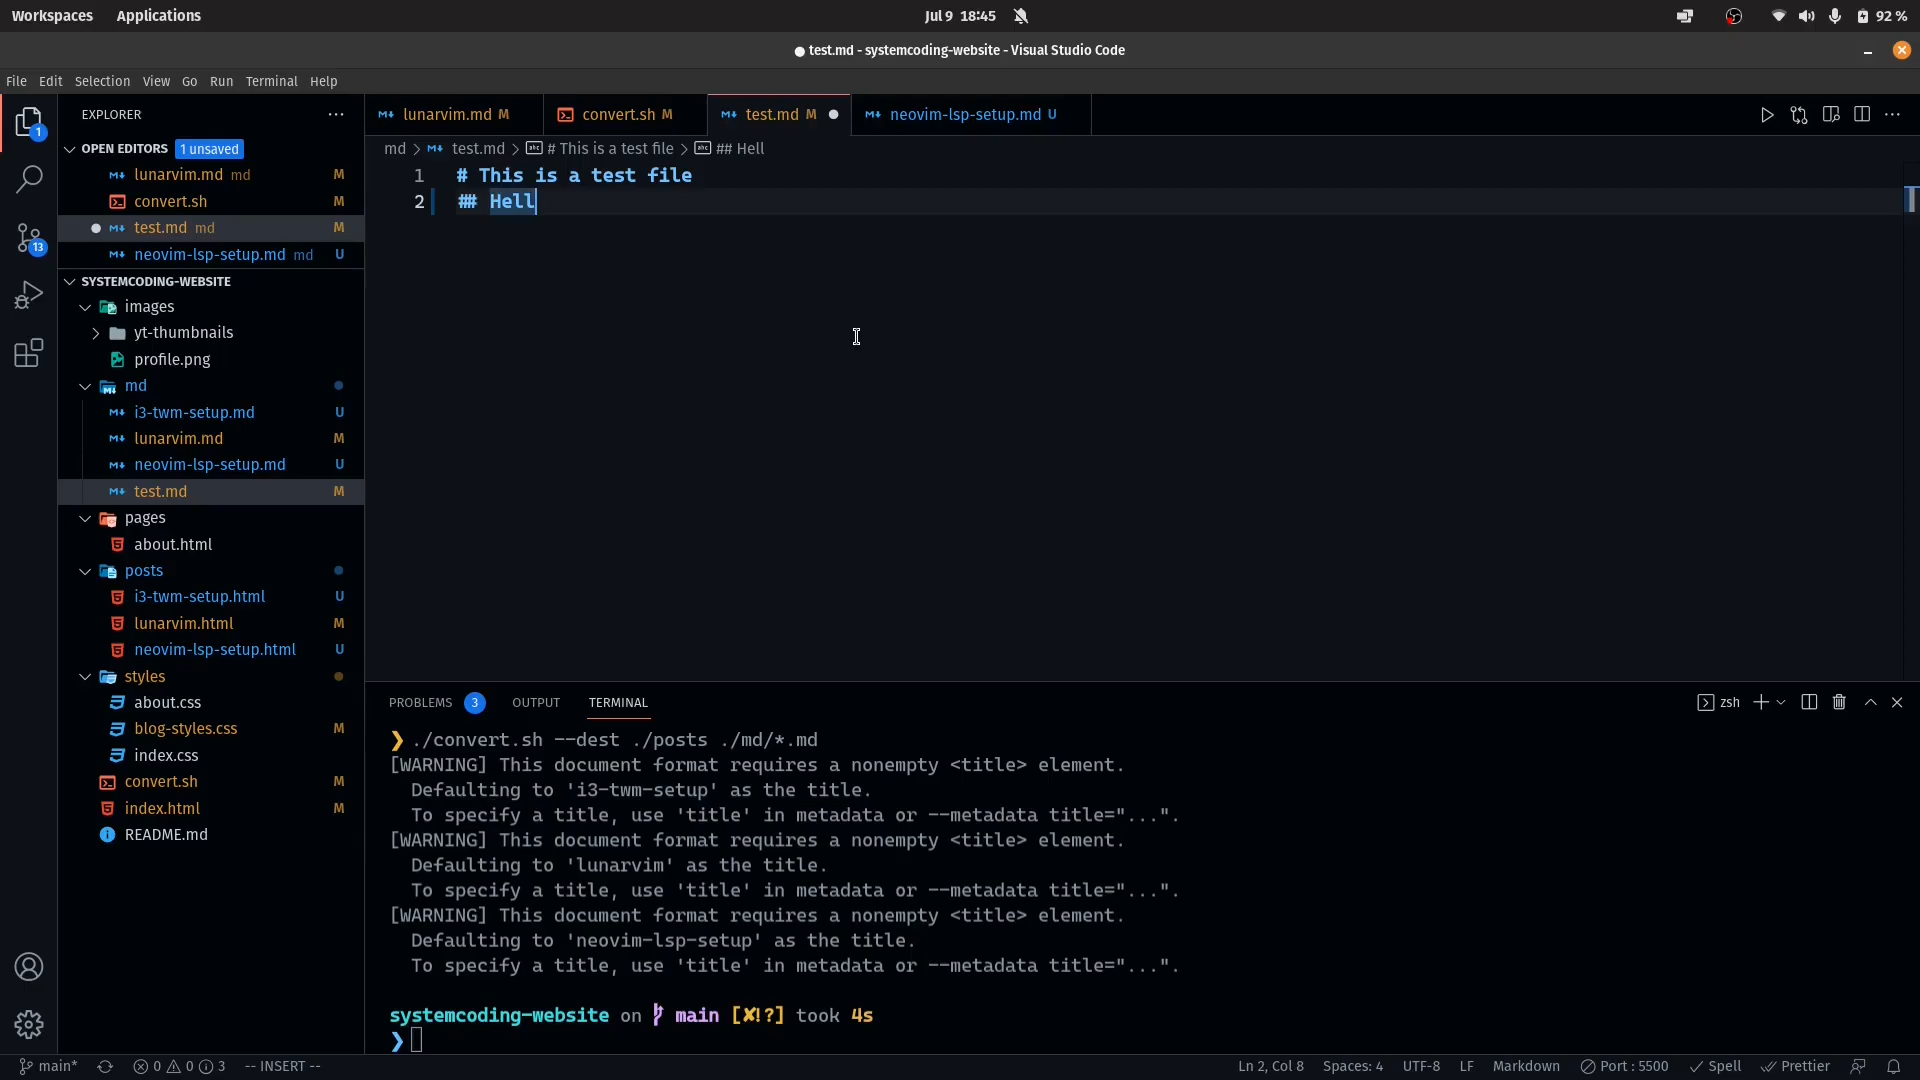 Workspaces Applications Jul 9 18:45 92 %
test.md - systemcoding-website - Visual Studio Code
File Edit Selection View Go Run Terminal Help
EXPLORER
OPEN EDITORS 1 unsaved
lunarvim.md md M
convert.sh M
test.md md M
neovim-lsp-setup.md md U
SYSTEMCODING-WEBSITE
images
yt-thumbnails
profile.png
md
i3-twm-setup.md U
lunarvim.md M
neovim-lsp-setup.md U
test.md M
pages
about.html
posts
i3-twm-setup.html U
lunarvim.html M
neovim-lsp-setup.html U
styles
about.css
blog-styles.css M
index.css
convert.sh M
index.html M
README.md
1
13
lunarvim.md M convert.sh M test.md M neovim-lsp-setup.md U
md > test.md > # This is a test file > ## Hell
1 # This is a test file
2 ## Hell
PROBLEMS 3 OUTPUT TERMINAL zsh
❯ ./convert.sh --dest ./posts ./md/*.md
[WARNING] This document format requires a nonempty <title> element.
Defaulting to 'i3-twm-setup' as the title.
To specify a title, use 'title' in metadata or --metadata title="...".
[WARNING] This document format requires a nonempty <title> element.
Defaulting to 'lunarvim' as the title.
To specify a title, use 'title' in metadata or --metadata title="...".
[WARNING] This document format requires a nonempty <title> element.
Defaulting to 'neovim-lsp-setup' as the title.
To specify a title, use 'title' in metadata or --metadata title="...".
systemcoding-website on main [✘!?] took 4s
❯
main* 0 0 3 -- INSERT -- Ln 2, Col 8 Spaces: 4 UTF-8 LF Markdown Port : 5500 Spell Prettier